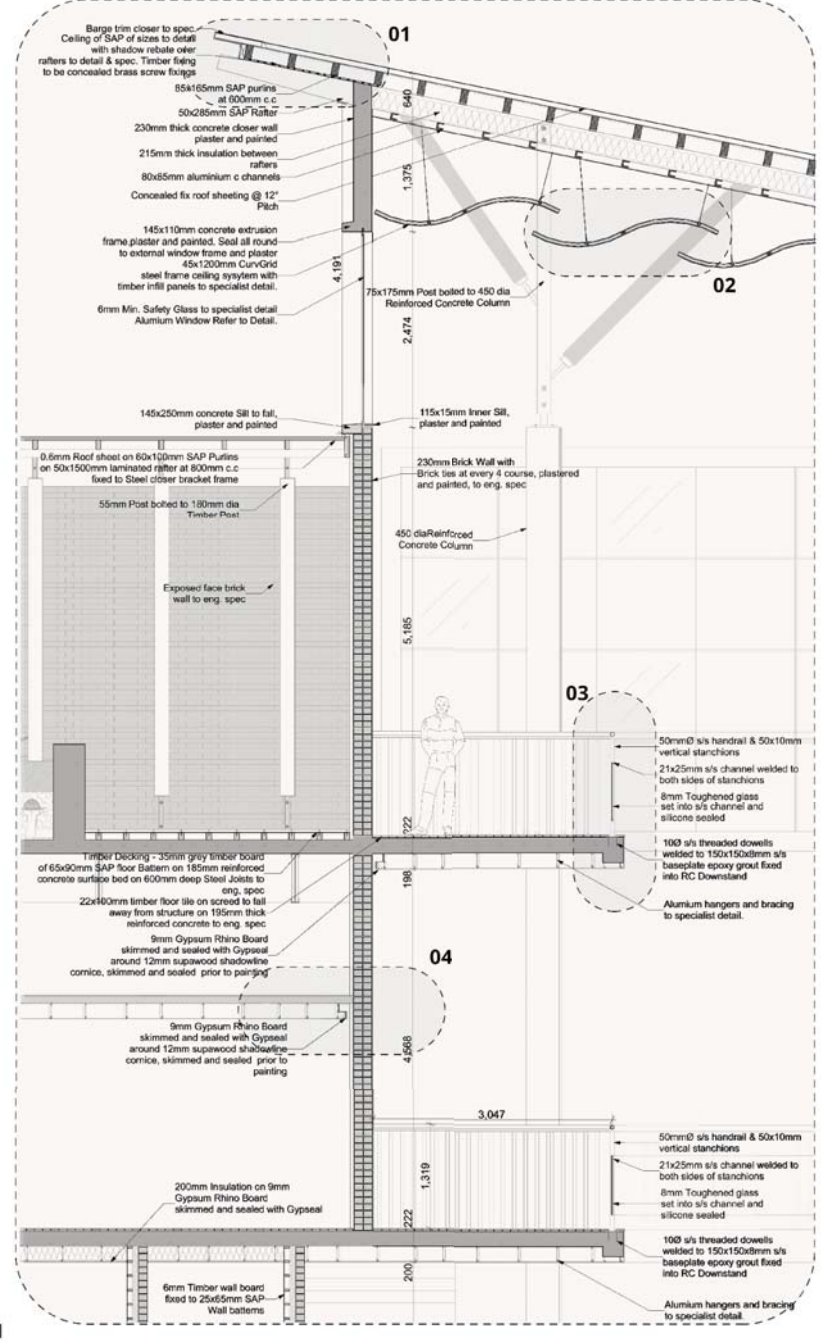 Barge trim closer to spec.
Ceiling of SAP of sizes to detail
with shadow rebate over
rafters to detail & spec. Timber fixing
to be concealed brass screw fixings
01
65x165mm SAP purlins
at 600mm c.c
50x285mm SAP Rafter
230mm thick concrete closer wall
plaster and painted
215mm thick insulation between
rafters
80x85mm aluminium c channels
Concealed fix roof sheeting @ 12°
Pitch
640
1,375
145x110mm concrete extrusion
frame,plaster and painted. Seal all round
to external window frame and plaster
45x1200mm CurvGrid
steel frame ceiling sysytem with
timber infill panels to specialist detail.
6mm Min. Safety Glass to specialist detail
Alumium Window Refer to Detail.
4,191
02
75x175mm Post bolted to 450 dia
Reinforced Concrete Column
2,474
145x250mm concrete Sill to fall,
plaster and painted
115x15mm Inner Sill,
plaster and painted
0.6mm Roof sheet on 60x100mm SAP Purlins
on 50x1500mm laminated rafter at 800mm c.c
fixed to Steel closer bracket frame
230mm Brick Wall with
Brick ties at every 4 course, plastered
and painted, to eng. spec
55mm Post bolted to 180mm dia
Timber Post
450 diaReinforced
Concrete Column
Exposed face brick
wall to eng. spec
5,185
03
50mmØ s/s handrail & 50x10mm
vertical stanchions
21x25mm s/s channel welded to
both sides of stanchions
8mm Toughened glass
set into s/s channel and
silicone sealed
222
10Ø s/s threaded dowells
welded to 150x150x8mm s/s
baseplate epoxy grout fixed
into RC Downstand
Timber Decking - 35mm grey timber board
of 65x90mm SAP floor Battern on 185mm reinforced
concrete surface bed on 600mm deep Steel Joists to
eng, spec
198
22x100mm timber floor tile on screed to fall
away from structure on 195mm thick
reinforced concrete to eng. spec
Alumium hangers and bracing
to specialist detail.
9mm Gypsum Rhino Board
skimmed and sealed with Gypseal
around 12mm supawood shadowline
cornice, skimmed and sealed prior to painting
04
9mm Gypsum Rhino Board
skimmed and sealed with Gypseal
around 12mm supawood shadowline
cornice, skimmed and sealed prior to
painting
4,568
3,047
50mmØ s/s handrail & 50x10mm
vertical stanchions
21x25mm s/s channel welded to
both sides of stanchions
8mm Toughened glass
set into s/s channel and
silicone sealed
1,319
200mm Insulation on 9mm
Gypsum Rhino Board
skimmed and sealed with Gypseal
222
10Ø s/s threaded dowells
welded to 150x150x8mm s/s
baseplate epoxy grout fixed
into RC Downstand
200
6mm Timber wall board
fixed to 25x65mm SAP
Wall batterns
Alumium hangers and bracing
to specialist detail.